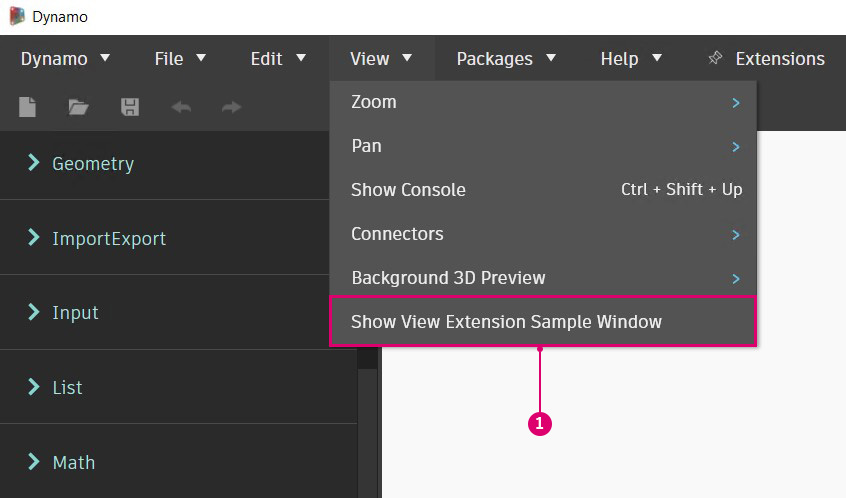 Dynamo
Dynamo File Edit View Packages Help Extensions
Zoom
Pan
Show Console Ctrl + Shift + Up
Connectors
Background 3D Preview
Show View Extension Sample Window
Geometry
ImportExport
Input
List
Math
1